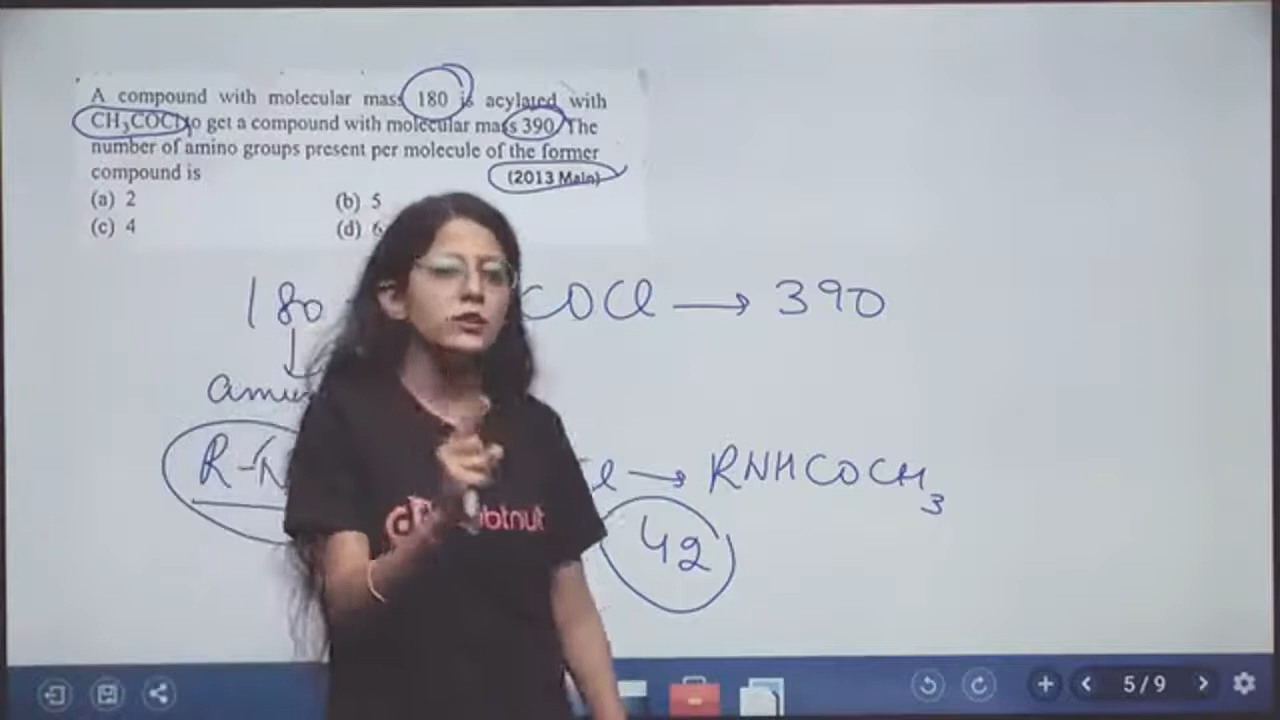 A compound with molecular mass 180 is acylated with
CH₃COCl to get a compound with molecular mass 390. The
number of amino groups present per molecule of the former
compound is
(2013 Main)
(a) 2 (b) 5
(c) 4 (d) 6
180 COCl → 390
↓
R-N → RNHCOCH₃
42
btnut
5/9